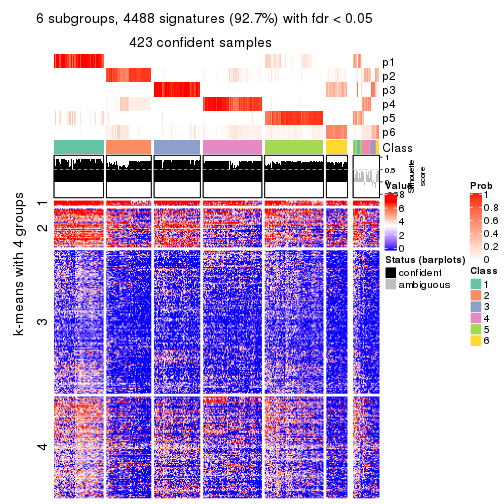 6 subgroups, 4488 signatures (92.7%) with fdr < 0.05
423 confident samples
p1
p2
p3
p4
p5
p6
Class
1
0.5
0
Silhouette
score
k-means with 4 groups
1
2
3
4
Value
8
6
4
2
0
Status (barplots)
confident
ambiguous
Prob
1
0.8
0.6
0.4
0.2
0
Class
1
2
3
4
5
6